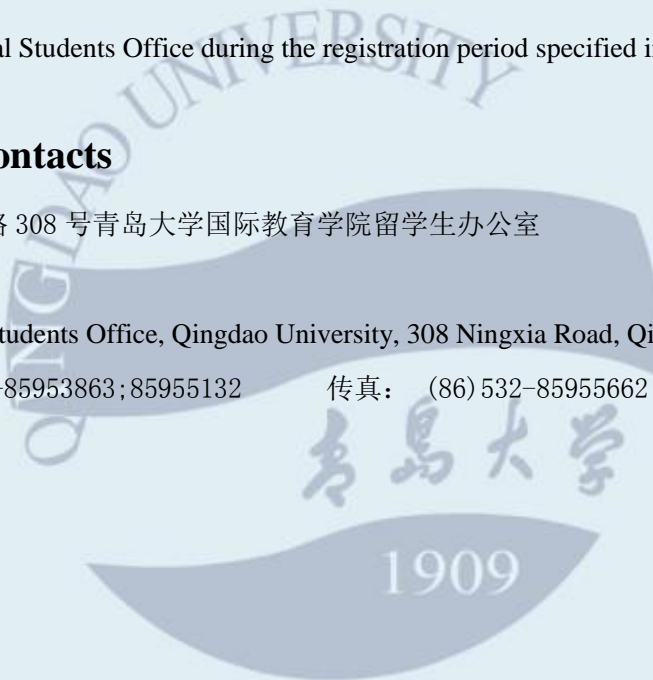 al Students Office during the registration period specified i
ontacts
路 308 号青岛大学国际教育学院留学生办公室
tudents Office, Qingdao University, 308 Ningxia Road, Qi
-85953863;85955132 传真： (86)532-85955662
QINGDAO UNIVERSITY
青岛大学
1909